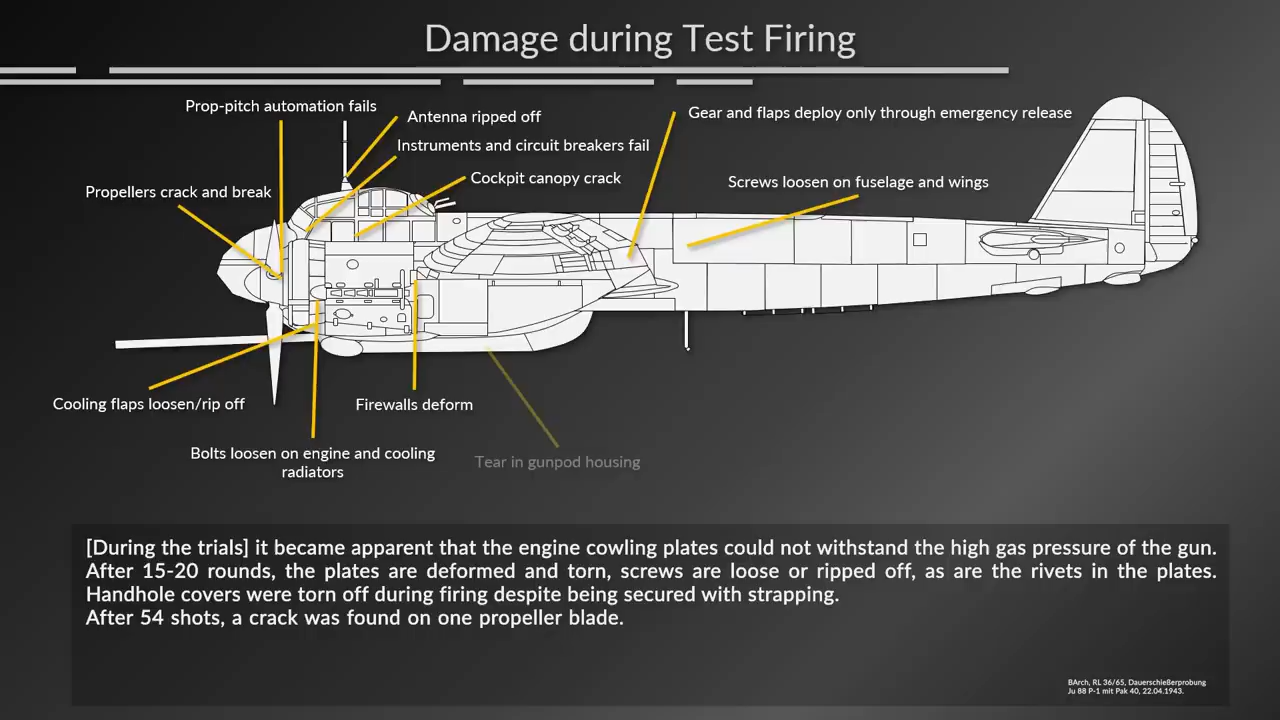 Damage during Test Firing
Prop-pitch automation fails
Antenna ripped off
Gear and flaps deploy only through emergency release
Instruments and circuit breakers fail
Cockpit canopy crack
Screws loosen on fuselage and wings
Propellers crack and break
Cooling flaps loosen/rip off
Firewalls deform
Bolts loosen on engine and cooling
radiators
Tear in gunpod housing
[During the trials] it became apparent that the engine cowling plates could not withstand the high gas pressure of the gun.
After 15-20 rounds, the plates are deformed and torn, screws are loose or ripped off, as are the rivets in the plates.
Handhole covers were torn off during firing despite being secured with strapping.
After 54 shots, a crack was found on one propeller blade.
BArch, RL 36/65, Dauerschießerprobung
Ju 88 P-1 mit Pak 40, 22.04.1943.